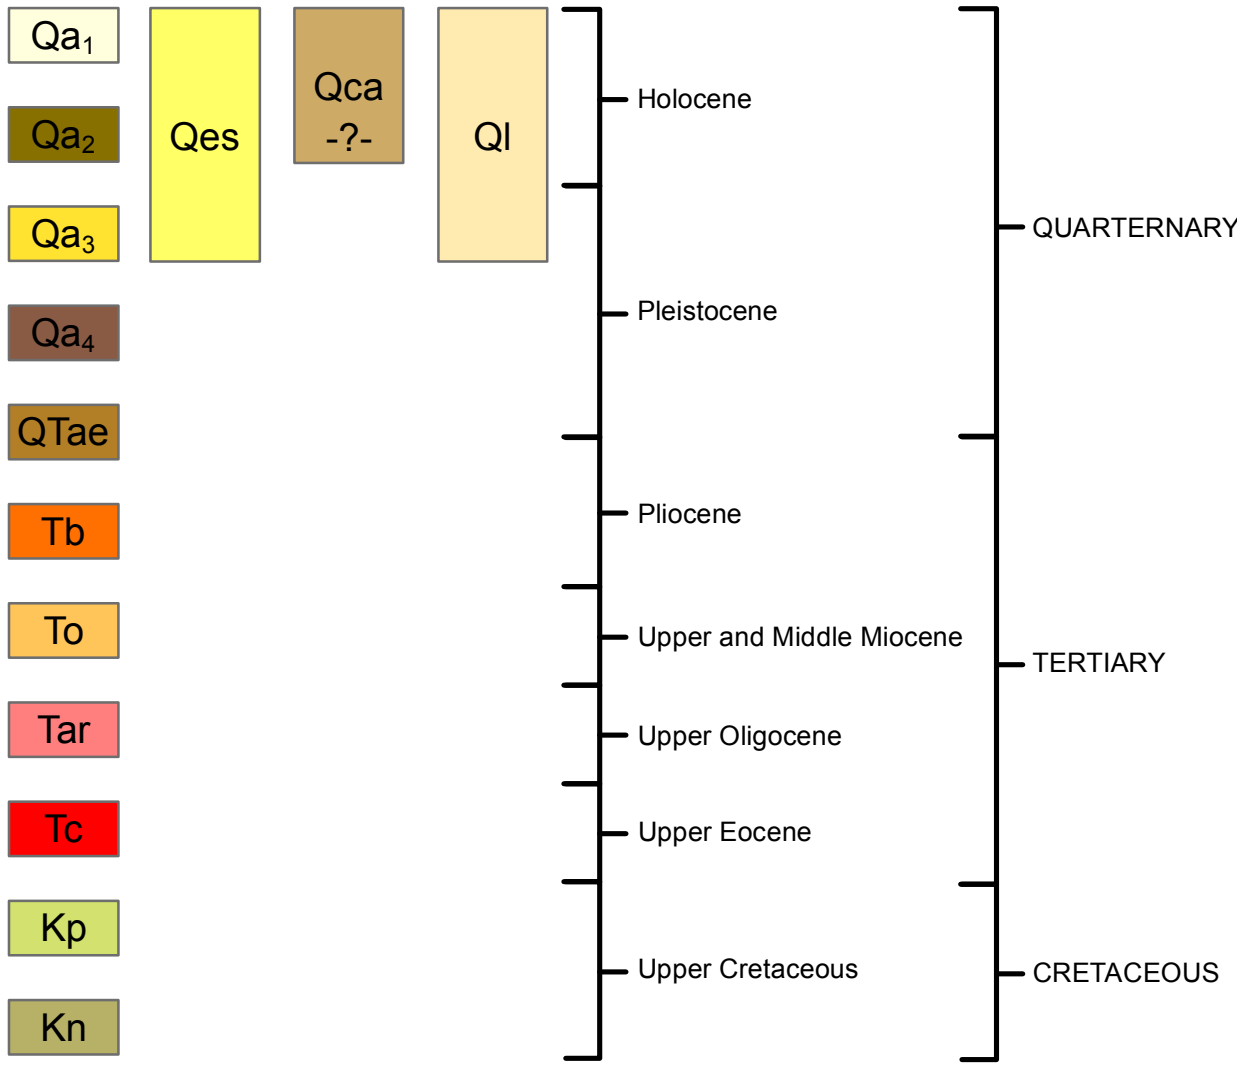 Qa₁
Qa₂
Qa₃
Qa₄
QTae
Tb
To
Tar
Tc
Kp
Kn
Qes
Qca
-?-
Ql
Holocene
Pleistocene
Pliocene
Upper and Middle Miocene
Upper Oligocene
Upper Eocene
Upper Cretaceous
QUARTERNARY
TERTIARY
CRETACEOUS